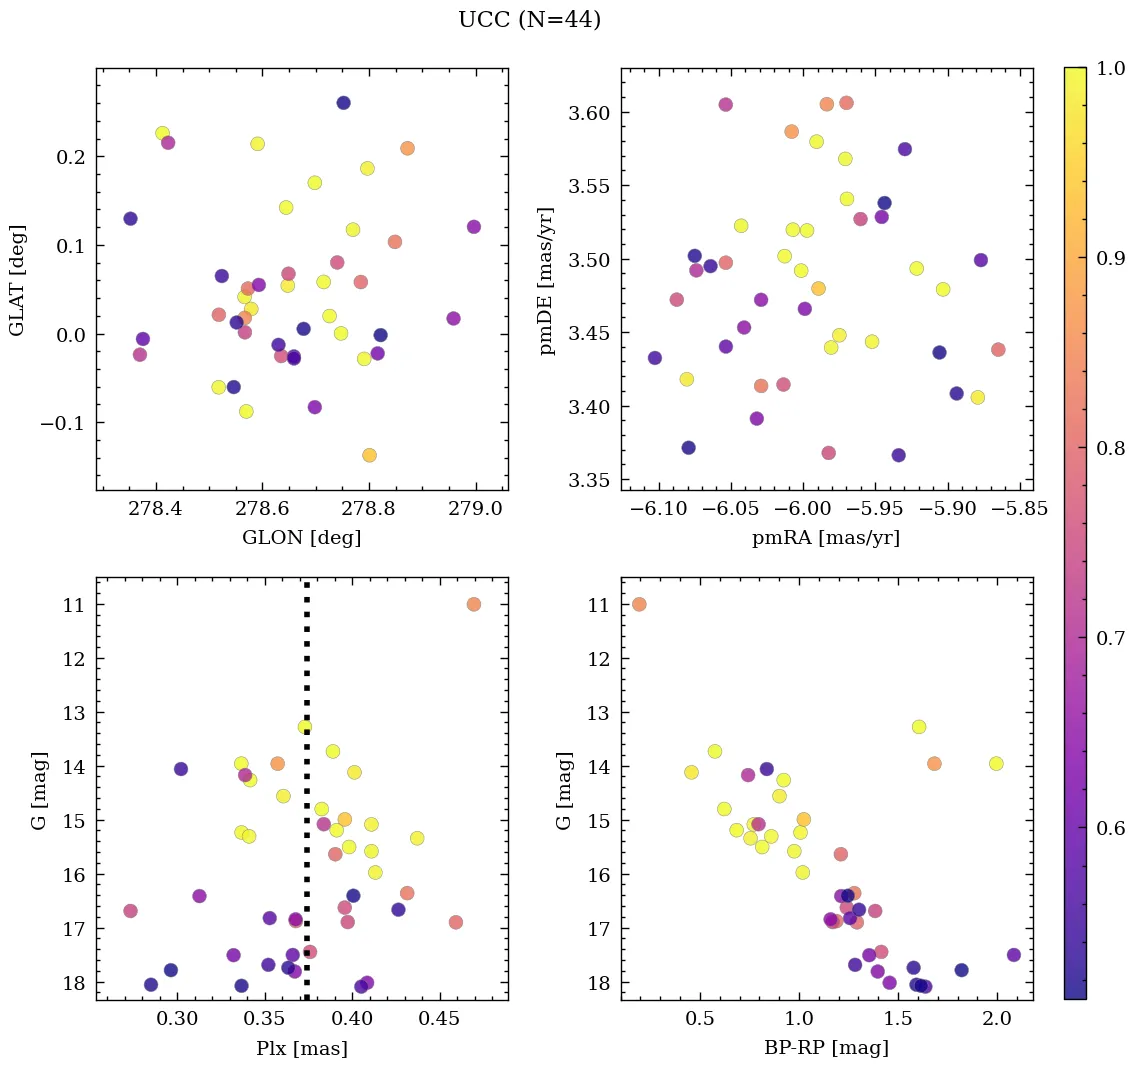 UCC (N=44)
0.2
0.1
0.0
−0.1
278.4 278.6 278.8 279.0
GLON [deg]
GLAT [deg]
3.60
3.55
3.50
3.45
3.40
3.35
−6.10 −6.05 −6.00 −5.95 −5.90 −5.85
pmRA [mas/yr]
pmDE [mas/yr]
11
12
13
14
15
16
17
18
0.30 0.35 0.40 0.45
Plx [mas]
G [mag]
11
12
13
14
15
16
17
18
0.5 1.0 1.5 2.0
BP-RP [mag]
G [mag]
1.0
0.9
0.8
0.7
0.6